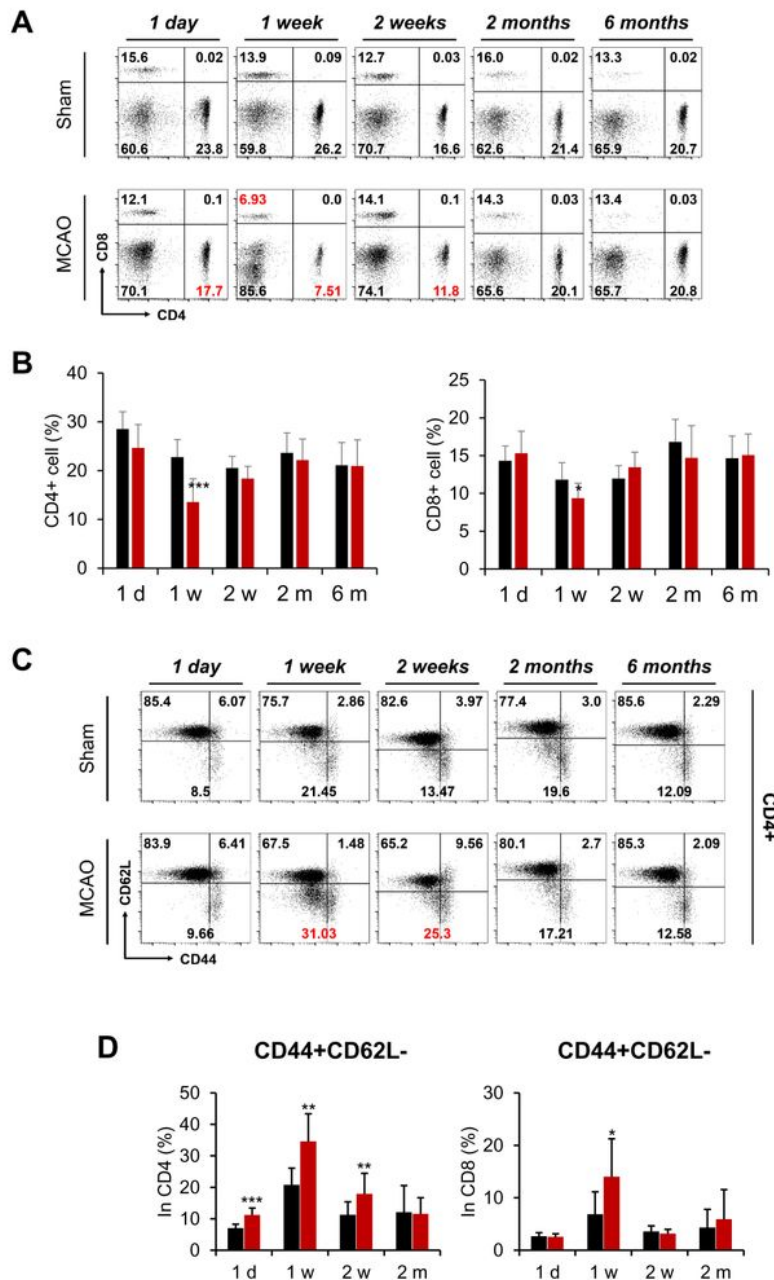 A
1 day 1 week 2 weeks 2 months 6 months
Sham
15.6 0.02 13.9 0.09 12.7 0.03 16.0 0.02 13.3 0.02
60.6 23.8 59.8 26.2 70.7 16.6 62.6 21.4 65.9 20.7
MCAO
12.1 0.1 6.93 0.0 14.1 0.1 14.3 0.03 13.4 0.03
70.1 17.7 85.6 7.51 74.1 11.8 65.6 20.1 65.7 20.8
CD8
CD4
B
CD4+ cell (%)
40
30
20
10
0
***
1 d 1 w 2 w 2 m 6 m
CD8+ cell (%)
25
20
15
10
5
0
*
1 d 1 w 2 w 2 m 6 m
C
1 day 1 week 2 weeks 2 months 6 months
Sham
85.4 6.07 75.7 2.86 82.6 3.97 77.4 3.0 85.6 2.29
8.5 21.45 13.47 19.6 12.09
MCAO
83.9 6.41 67.5 1.48 65.2 9.56 80.1 2.7 85.3 2.09
9.66 31.03 25.3 17.21 12.58
CD62L
CD44
CD4+
D
CD44+CD62L-
In CD4 (%)
50
40
30
20
10
0
*** ** **
1 d 1 w 2 w 2 m
CD44+CD62L-
In CD8 (%)
30
20
10
0
*
1 d 1 w 2 w 2 m